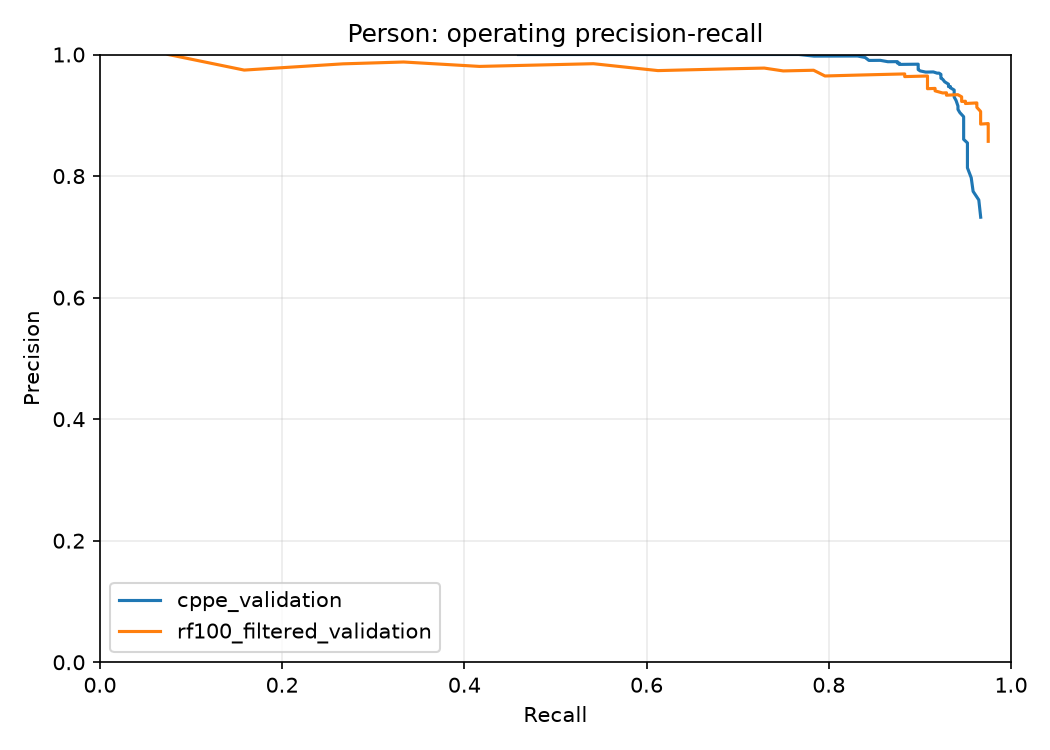 Person: operating precision-recall
1.0
0.8
0.6
0.4
0.2
0.0
Precision
cppe_validation
rf100_filtered_validation
0.0 0.2 0.4 0.6 0.8 1.0
Recall